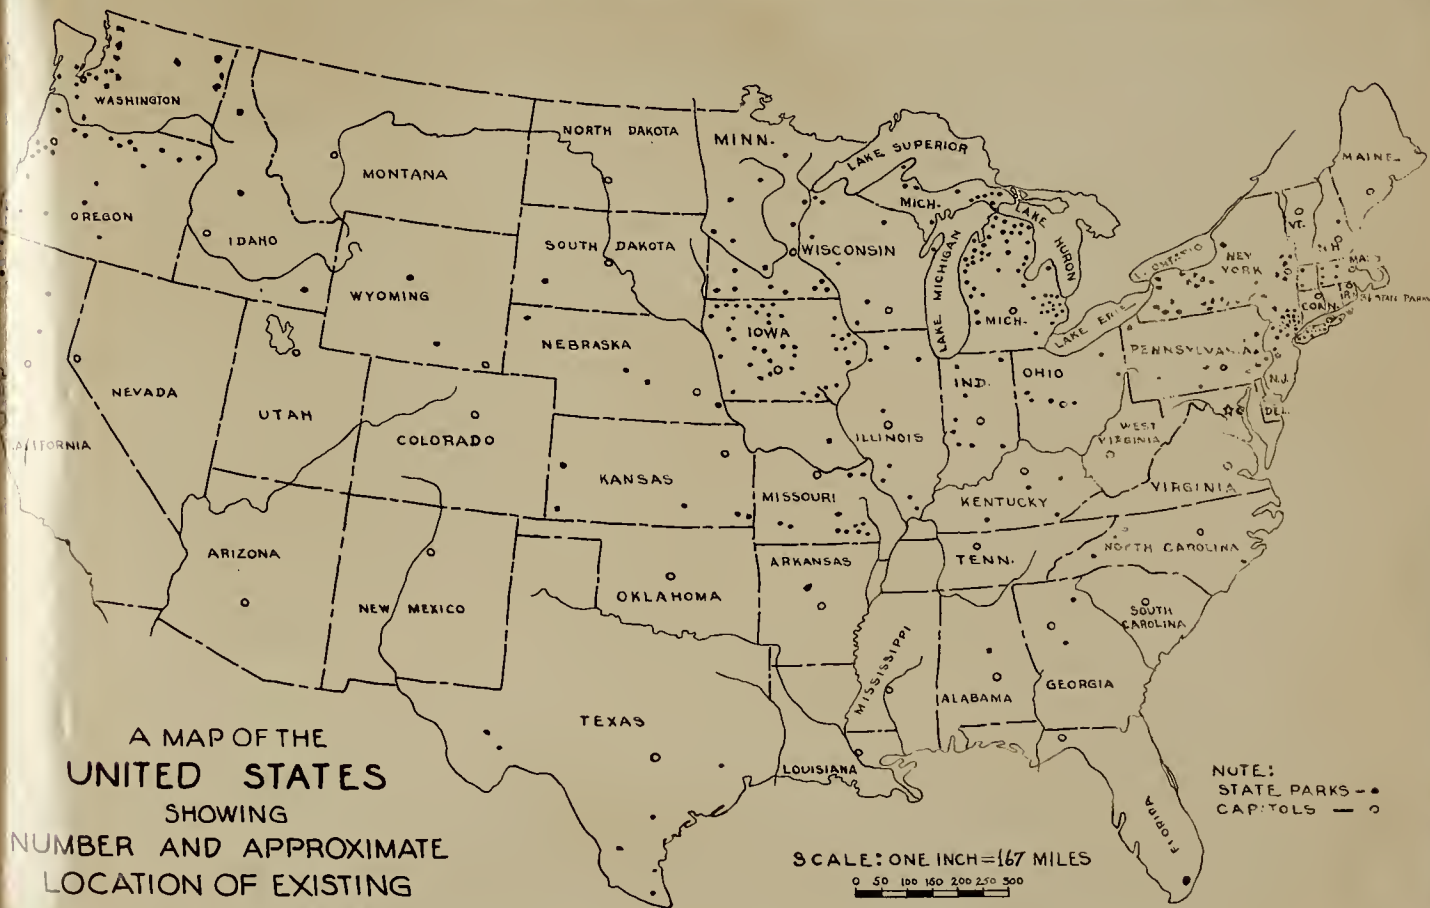 WASHINGTON
OREGON
IDAHO
MONTANA
NORTH DAKOTA
MINN.
LAKE SUPERIOR
MICH.
LAKE HURON
LAKE MICHIGAN
MICH.
WISCONSIN
SOUTH DAKOTA
WYOMING
NEBRASKA
IOWA
NEVADA
UTAH
COLORADO
KANSAS
MISSOURI
ILLINOIS
IND.
OHIO
LAKE ERIE
L. ONTARIO
NEW
YORK
PENNSYLVANIA
MAINE
VT.
N.H.
CONN.
STATE PARKS
N.J.
DEL.
WEST
VIRGINIA
VIRGINIA
KENTUCKY
TENN.
NORTH CAROLINA
SOUTH
CAROLINA
GEORGIA
ALABAMA
MISSISSIPPI
ARKANSAS
LOUISIANA
OKLAHOMA
TEXAS
NEW MEXICO
ARIZONA
FLORIRA
A MAP OF THE
UNITED STATES
SHOWING
NUMBER AND APPROXIMATE
LOCATION OF EXISTING
SCALE: ONE INCH=167 MILES
0 50 100 150 200 250 300
NOTE:
STATE PARKS -
CAPITOLS —